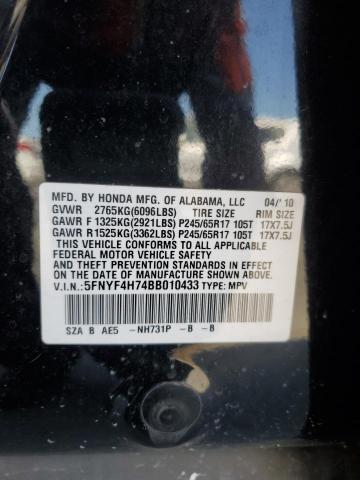 MFD. BY HONDA MFG. OF ALABAMA, LLC 04/'10
GVWR 2765KG(6096LBS) TIRE SIZE RIM SIZE
GAWR F 1325KG(2921LBS) P245/65R17 105T 17X7.5J
GAWR R 1525KG(3362LBS) P245/65R17 105T 17X7.5J
THIS VEHICLE CONFORMS TO ALL APPLICABLE
FEDERAL MOTOR VEHICLE SAFETY
AND THEFT PREVENTION STANDARDS IN EFFECT ON
THE DATE OF MANUFACTURE SHOWN ABOVE.
V.I.N.: 5FNYF4H74BB010433 TYPE: MPV
SZA B AE5 -NH731P -B -B